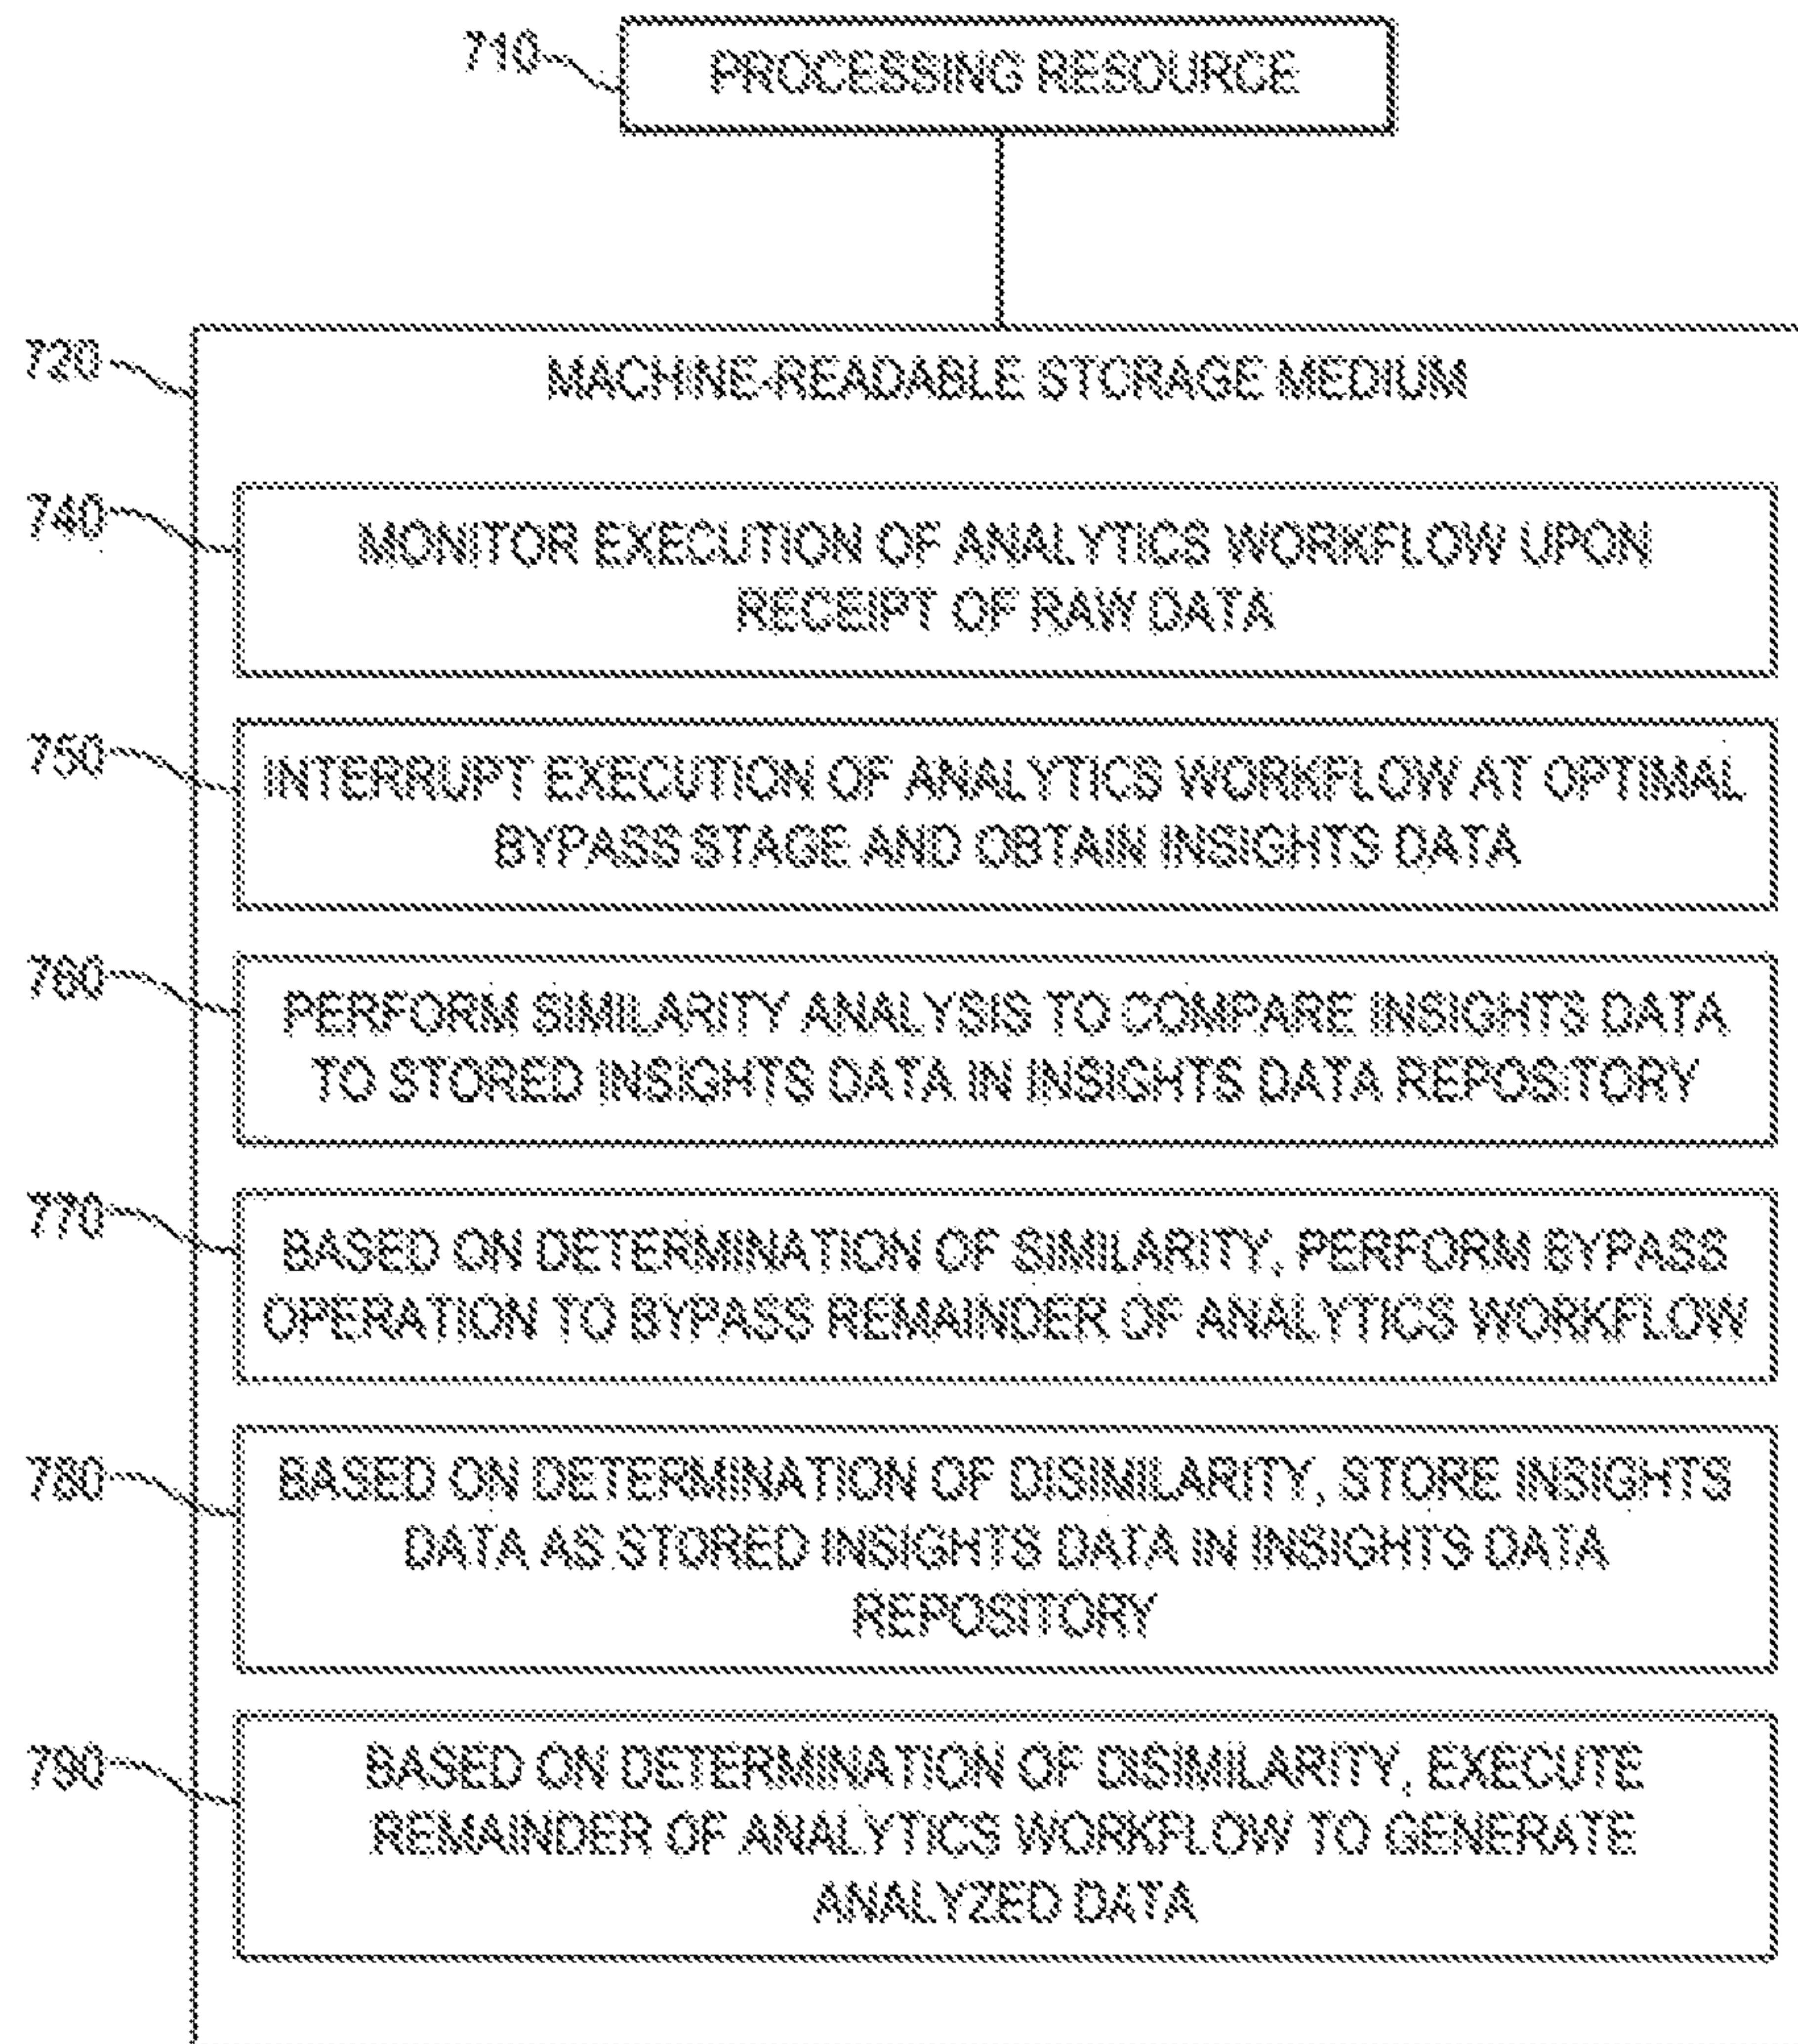 710
PROCESSING RESOURCE
720
MACHINE-READABLE STORAGE MEDIUM
740
MONITOR EXECUTION OF ANALYTICS WORKFLOW UPON
RECEIPT OF RAW DATA
750
INTERRUPT EXECUTION OF ANALYTICS WORKFLOW AT OPTIMAL
BYPASS STAGE AND OBTAIN INSIGHTS DATA
760
PERFORM SIMILARITY ANALYSIS TO COMPARE INSIGHTS DATA
TO STORED INSIGHTS DATA IN INSIGHTS DATA REPOSITORY
770
BASED ON DETERMINATION OF SIMILARITY, PERFORM BYPASS
OPERATION TO BYPASS REMAINDER OF ANALYTICS WORKFLOW
780
BASED ON DETERMINATION OF DISIMILARITY, STORE INSIGHTS
DATA AS STORED INSIGHTS DATA IN INSIGHTS DATA
REPOSITORY
790
BASED ON DETERMINATION OF DISIMILARITY, EXECUTE
REMAINDER OF ANALYTICS WORKFLOW TO GENERATE
ANALYZED DATA